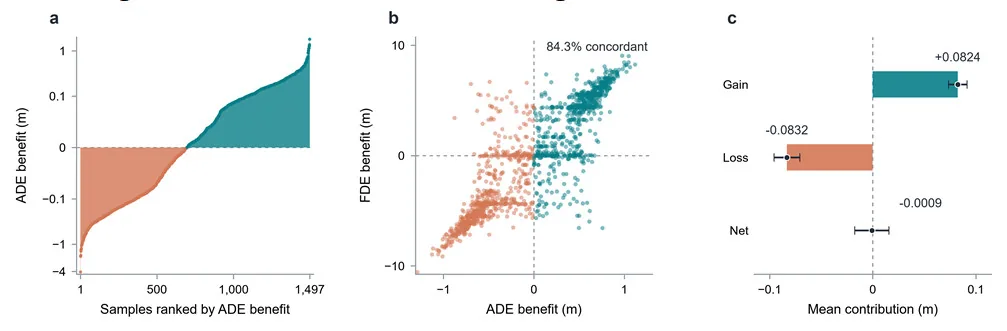 a
ADE benefit (m)
1
0.1
0
−0.1
−1
−4
1
500
1,000
1,497
Samples ranked by ADE benefit
b
84.3% concordant
FDE benefit (m)
10
0
−10
−1
0
1
ADE benefit (m)
c
Gain
+0.0824
Loss
-0.0832
Net
-0.0009
−0.1
0
0.1
Mean contribution (m)